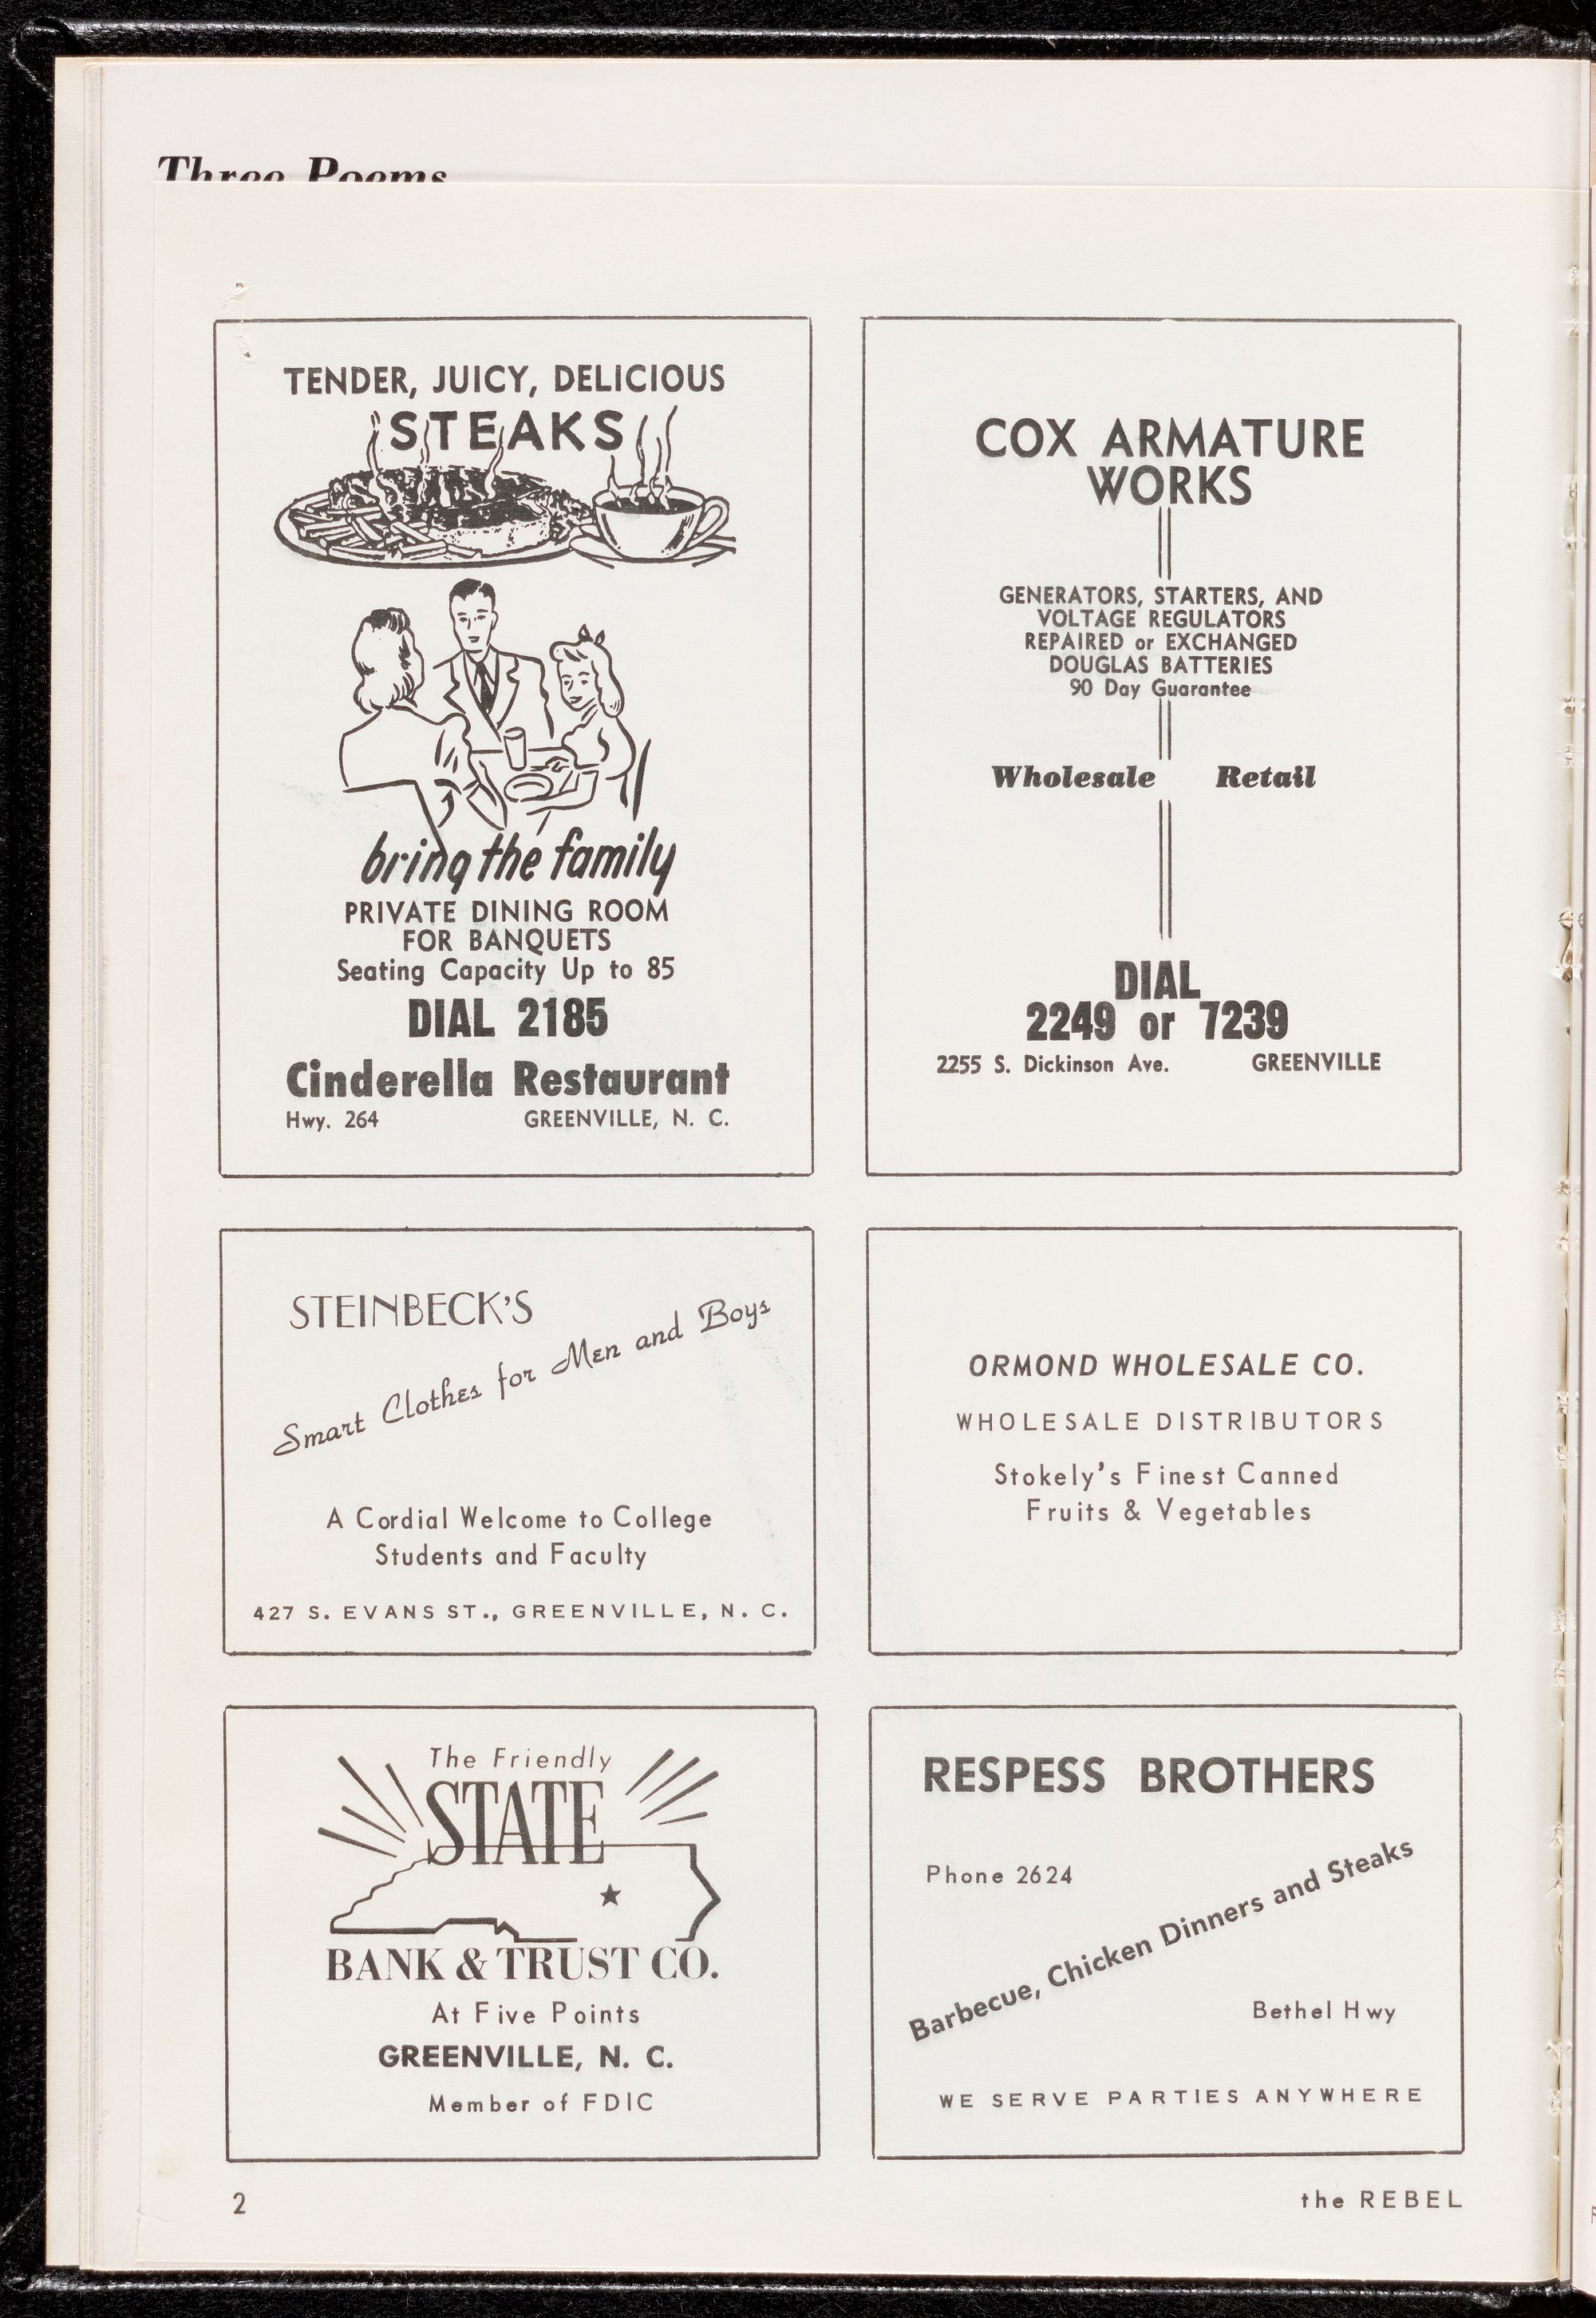 Three Poems
TENDER, JUICY, DELICIOUS
STEAKS
bring the family
PRIVATE DINING ROOM
FOR BANQUETS
Seating Capacity Up to 85
DIAL 2185
Cinderella Restaurant
Hwy. 264 GREENVILLE, N. C.
COX ARMATURE
WORKS
GENERATORS, STARTERS, AND
VOLTAGE REGULATORS
REPAIRED or EXCHANGED
DOUGLAS BATTERIES
90 Day Guarantee
Wholesale Retail
DIAL
2249 or 7239
2255 S. Dickinson Ave. GREENVILLE
STEINBECK'S
Smart Clothes for Men and Boys
A Cordial Welcome to College
Students and Faculty
427 S. EVANS ST., GREENVILLE, N. C.
ORMOND WHOLESALE CO.
WHOLESALE DISTRIBUTORS
Stokely's Finest Canned
Fruits & Vegetables
The Friendly
STATE
BANK & TRUST CO.
At Five Points
GREENVILLE, N. C.
Member of FDIC
RESPESS BROTHERS
Phone 2624
Barbecue, Chicken Dinners and Steaks
Bethel Hwy
WE SERVE PARTIES ANYWHERE
2 the REBEL